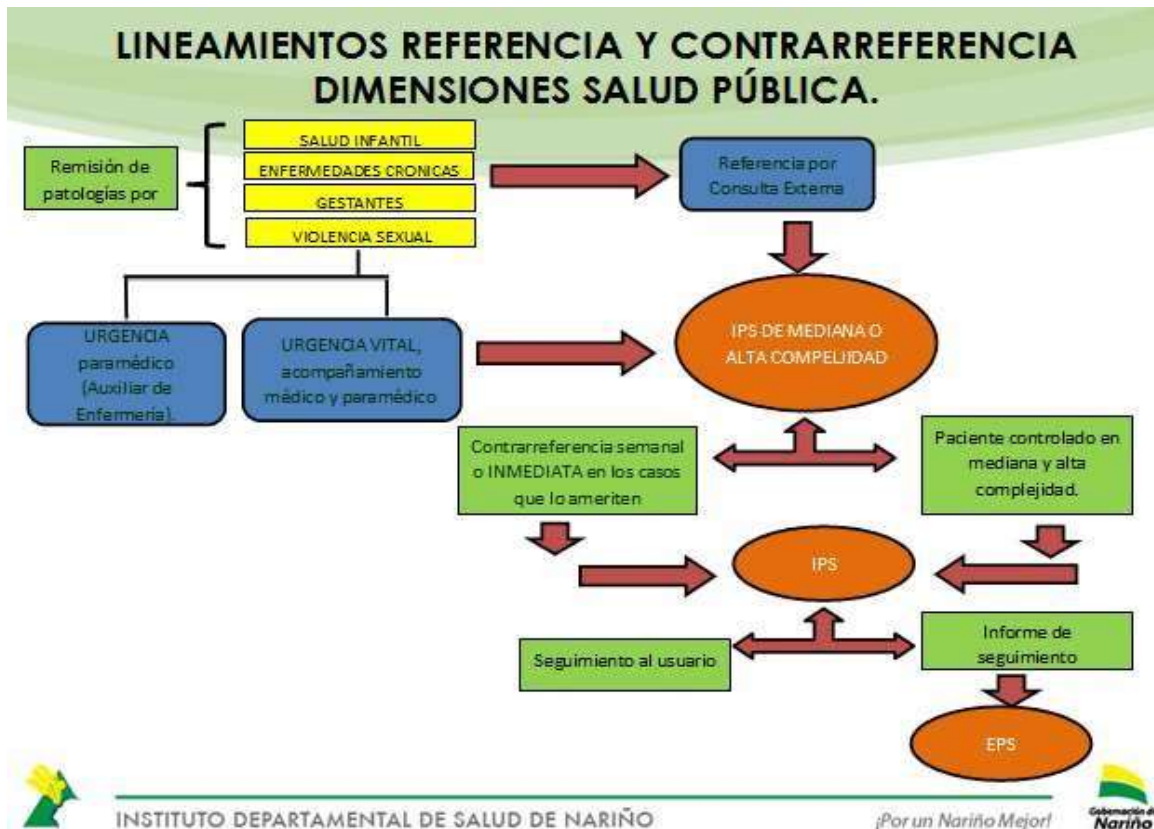 LINEAMIENTOS REFERENCIA Y CONTRARREFERENCIA
DIMENSIONES SALUD PÚBLICA.
Remisión de
patologías por
SALUD INFANTIL
ENFERMEDADES CRONICAS
GESTANTES
VIOLENCIA SEXUAL
Referencia por
Consulta Externa
URGENCIA
paramédico
(Auxiliar de
Enfermería).
URGENCIA VITAL,
acompañamiento
médico y paramédico
IPS DE MEDIANA O
ALTA COMPELJIDAD
Contrarreferencia semanal
o INMEDIATA en los casos
que lo ameriten
Paciente controlado en
mediana y alta
complejidad.
IPS
Seguimiento al usuario
Informe de
seguimiento
EPS
INSTITUTO DEPARTAMENTAL DE SALUD DE NARIÑO
¡Por un Nariño Mejor!
Gobernación de
Nariño